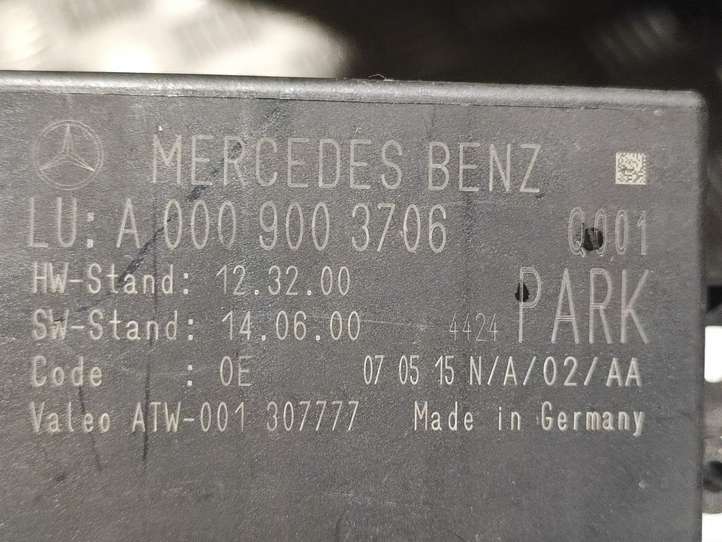 MERCEDES BENZ
LU: A 000 900 3706 Q001
HW-Stand: 12.32.00
SW-Stand: 14.06.00 4424 PARK
Code : 0E 07 05 15 N/A/02/AA
Valeo ATW-001 307777 Made in Germany